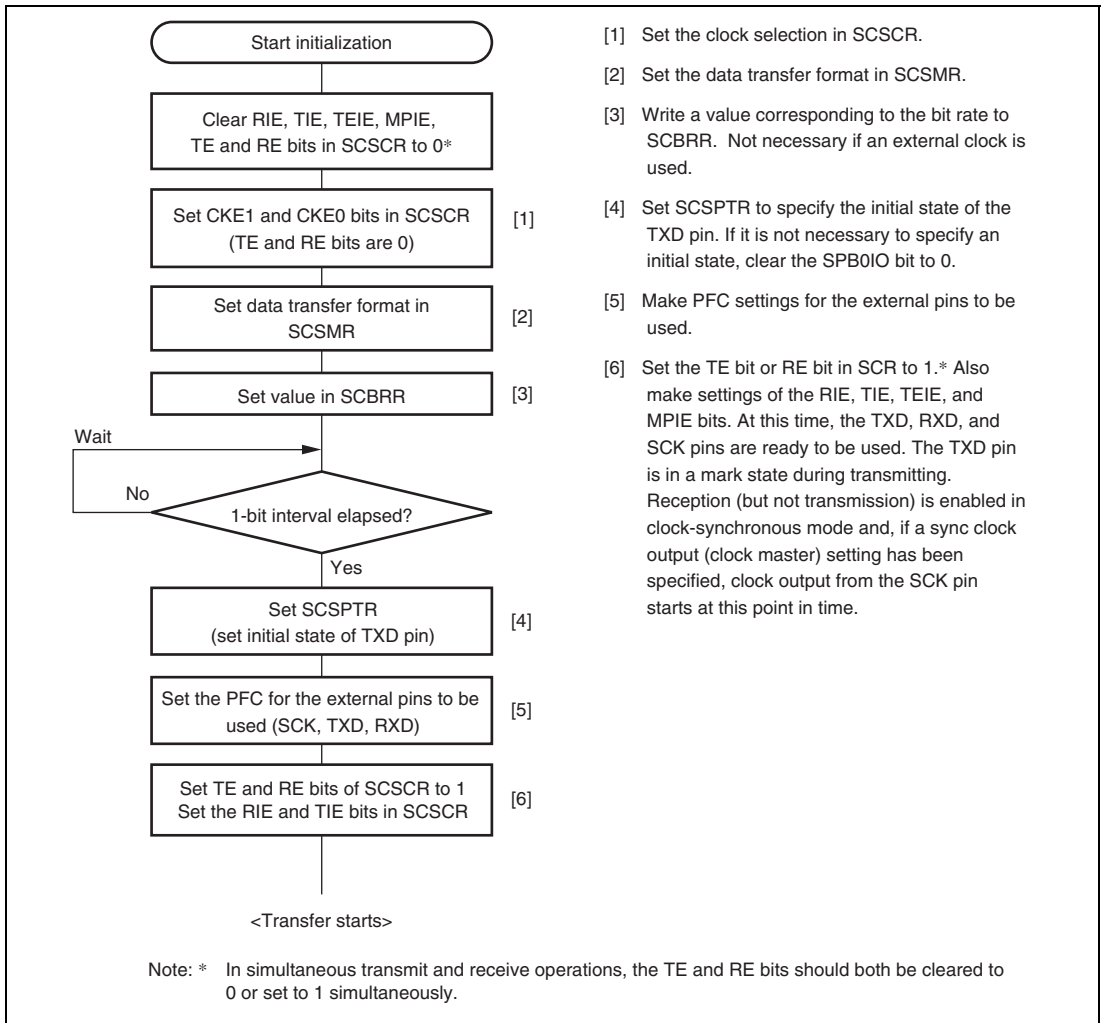 Start initialization
Clear RIE, TIE, TEIE, MPIE,
TE and RE bits in SCSCR to 0*
Set CKE1 and CKE0 bits in SCSCR
(TE and RE bits are 0)
[1]
Set data transfer format in
SCSMR
[2]
Set value in SCBRR
[3]
Wait
No
1-bit interval elapsed?
Yes
Set SCSPTR
(set initial state of TXD pin)
[4]
Set the PFC for the external pins to be
used (SCK, TXD, RXD)
[5]
Set TE and RE bits of SCSCR to 1
Set the RIE and TIE bits in SCSCR
[6]
<Transfer starts>
[1] Set the clock selection in SCSCR.
[2] Set the data transfer format in SCSMR.
[3] Write a value corresponding to the bit rate to
SCBRR. Not necessary if an external clock is
used.
[4] Set SCSPTR to specify the initial state of the
TXD pin. If it is not necessary to specify an
initial state, clear the SPB0IO bit to 0.
[5] Make PFC settings for the external pins to be
used.
[6] Set the TE bit or RE bit in SCR to 1.* Also
make settings of the RIE, TIE, TEIE, and
MPIE bits. At this time, the TXD, RXD, and
SCK pins are ready to be used. The TXD pin
is in a mark state during transmitting.
Reception (but not transmission) is enabled in
clock-synchronous mode and, if a sync clock
output (clock master) setting has been
specified, clock output from the SCK pin
starts at this point in time.
Note: * In simultaneous transmit and receive operations, the TE and RE bits should both be cleared to
0 or set to 1 simultaneously.